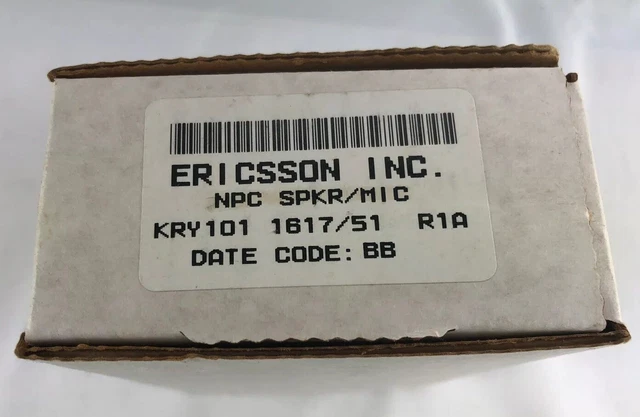 ERICSSON INC.
NPC SPKR/MIC
KRY101 1617/51 R1A
DATE CODE: BB